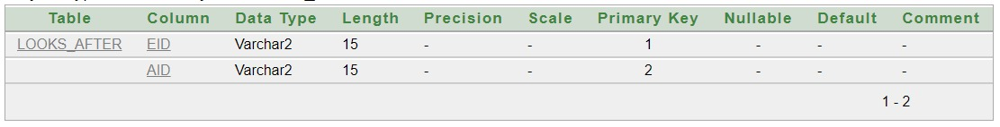 Table Column Data Type Length Precision Scale Primary Key Nullable Default Comment
LOOKS_AFTER EID Varchar2 15 - - 1 - - -
AID Varchar2 15 - - 2 - - -
1 - 2